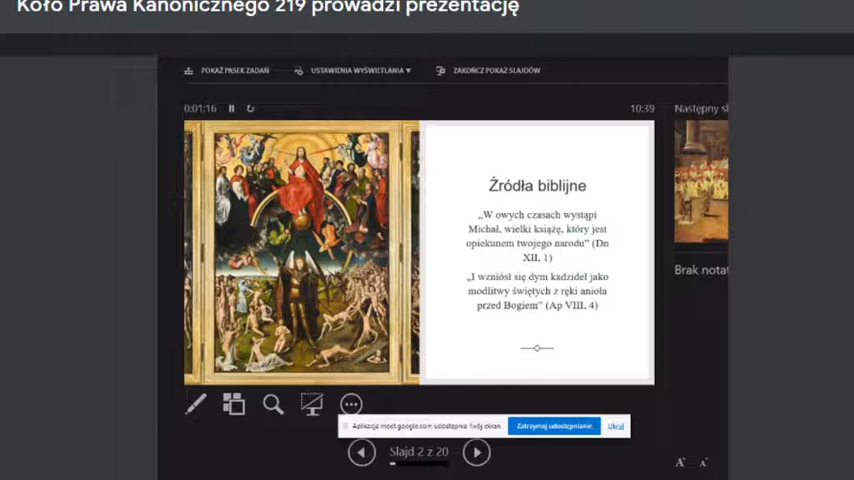 Koło Prawa Kanonicznego 219 prowadzi prezentację
POKAŻ PASEK ZADAŃ
USTAWIENIA WYŚWIETLANIA ▼
ZAKOŃCZ POKAZ SLAJDÓW
0:01:16
10:39
Następny sl
Źródła biblijne
„W owych czasach wystąpi
Michał, wielki książę, który jest
opiekunem twojego narodu” (Dn
XII, 1)
„I wzniósł się dym kadzideł jako
modlitwy świętych z ręki anioła
przed Bogiem” (Ap VIII, 4)
Brak notat
Aplikacja meet.google.com udostępnia Twój ekran.
Zatrzymaj udostępnianie
Ukryj
Slajd 2 z 20
A A